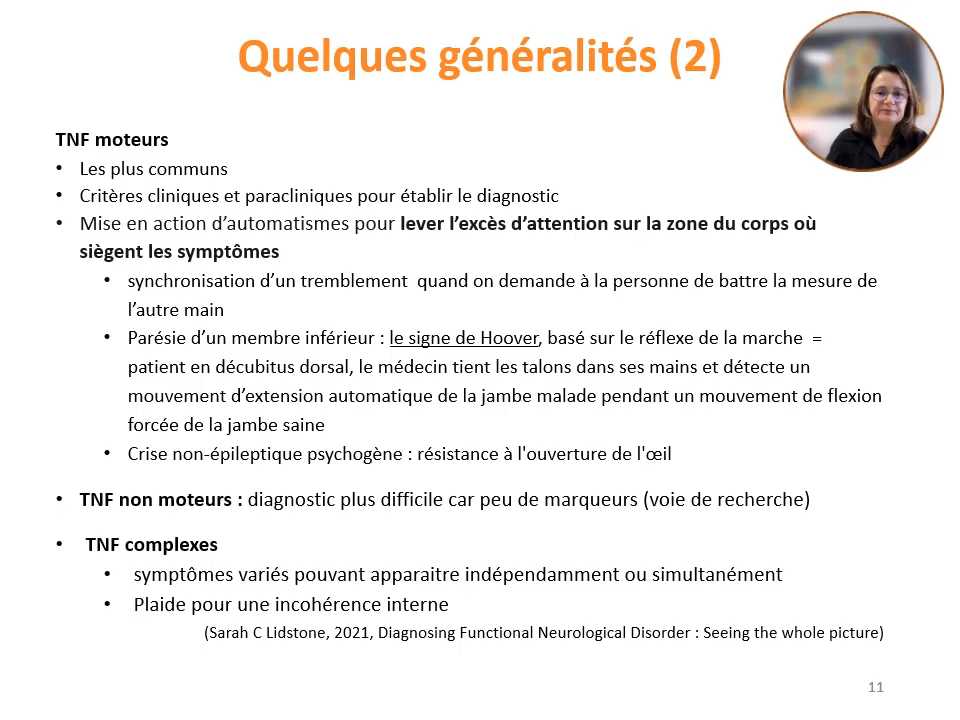 Quelques généralités (2)
TNF moteurs
• Les plus communs
• Critères cliniques et paracliniques pour établir le diagnostic
• Mise en action d’automatismes pour lever l’excès d’attention sur la zone du corps où
siègent les symptômes
• synchronisation d’un tremblement quand on demande à la personne de battre la mesure de
l’autre main
• Parésie d’un membre inférieur : le signe de Hoover, basé sur le réflexe de la marche =
patient en décubitus dorsal, le médecin tient les talons dans ses mains et détecte un
mouvement d’extension automatique de la jambe malade pendant un mouvement de flexion
forcée de la jambe saine
• Crise non-épileptique psychogène : résistance à l'ouverture de l'œil
• TNF non moteurs : diagnostic plus difficile car peu de marqueurs (voie de recherche)
• TNF complexes
• symptômes variés pouvant apparaitre indépendamment ou simultanément
• Plaide pour une incohérence interne
(Sarah C Lidstone, 2021, Diagnosing Functional Neurological Disorder : Seeing the whole picture)
11